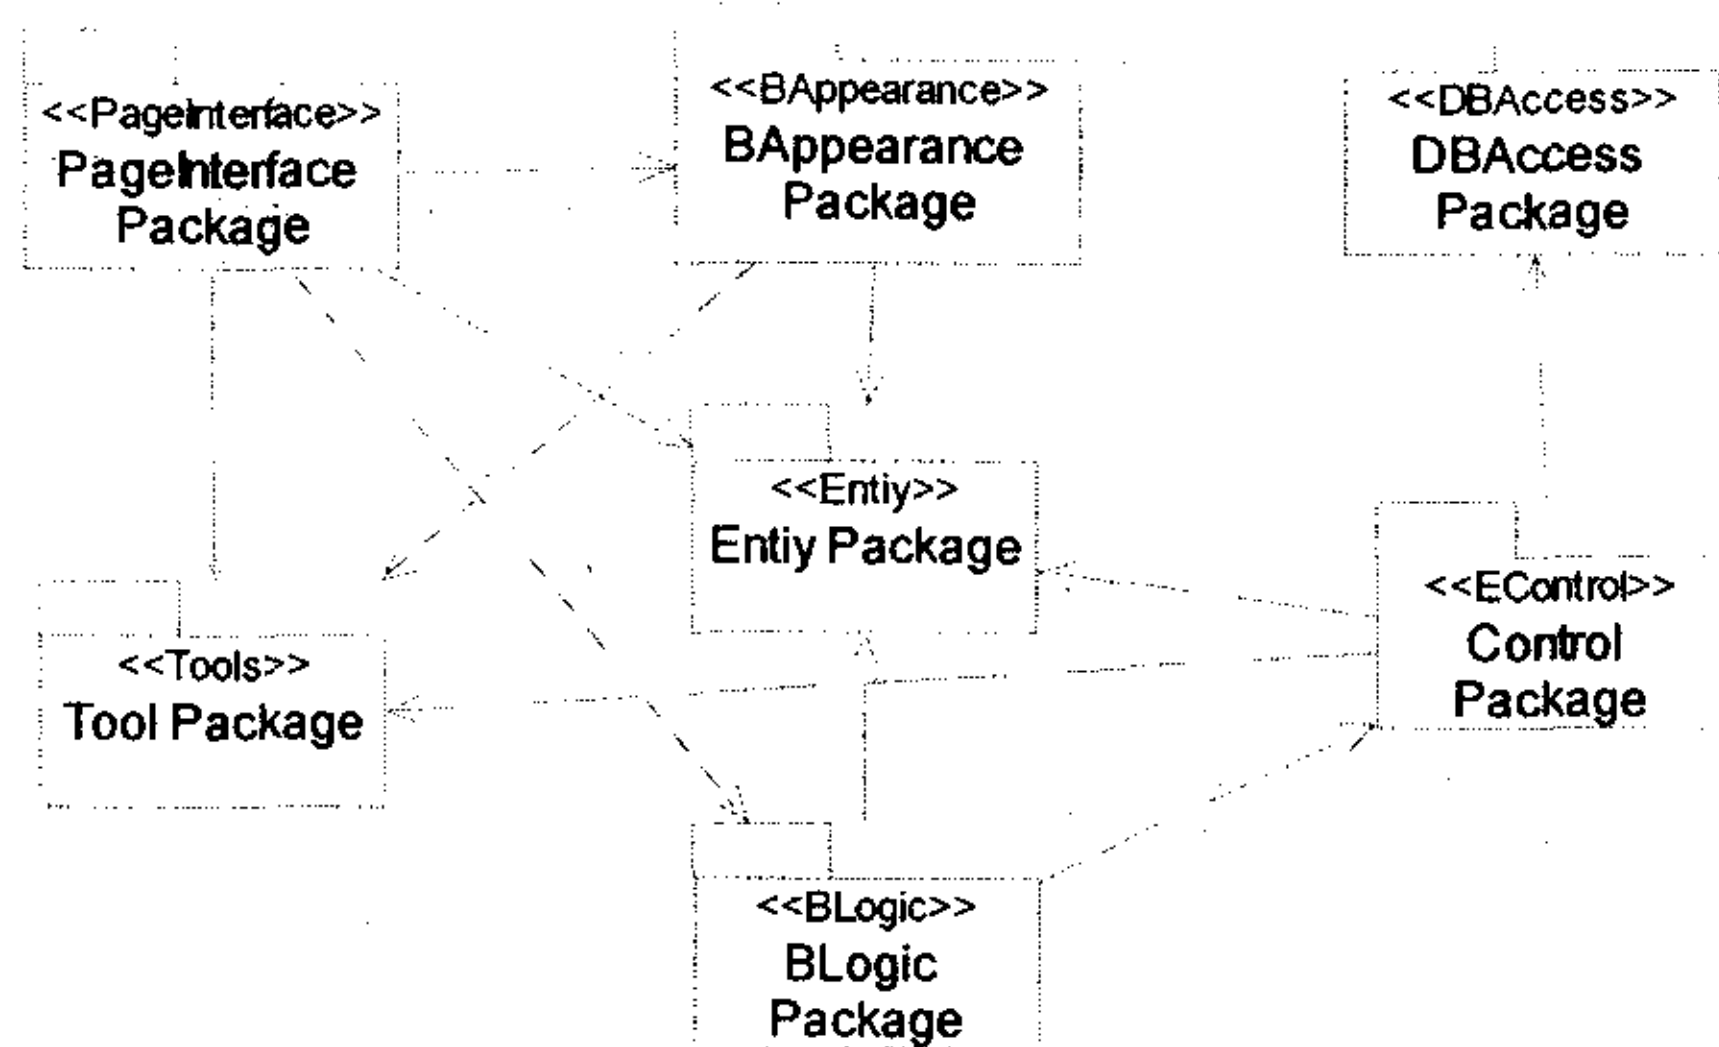 <<PageInterface>>
PageInterface
Package
<<BAppearance>>
BAppearance
Package
<<DBAccess>>
DBAccess
Package
<<Entiy>>
Entiy Package
<<EControl>>
Control
Package
<<Tools>>
Tool Package
<<BLogic>>
BLogic
Package